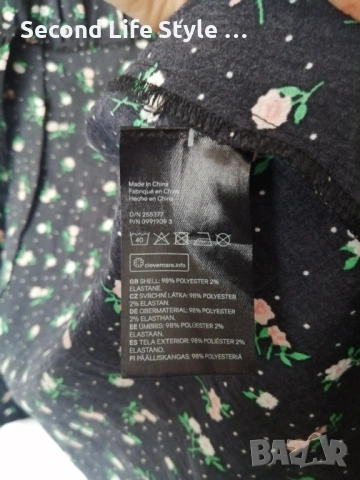 Second Life Style ...
Made in China
Fabriqué en Chine
Hecho en China
D/N 255377
P/N 0991909 3
40
clevercare.info
GB SHELL: 98% POLYESTER 2%
ELASTANE.
CZ SVRCHNÍ LÁTKA: 98% POLYESTER
2% ELASTAN.
DE OBERMATERIAL: 98% POLYESTER
2% ELASTHAN.
EE ÜMBRIS: 98% POLÜESTER 2%
ELASTAAN.
ES TELA EXTERIOR: 98% POLIÉSTER 2%
ELASTANO.
FI PÄÄLLISKANGAS: 98% POLYESTERIÄ
BAZAR